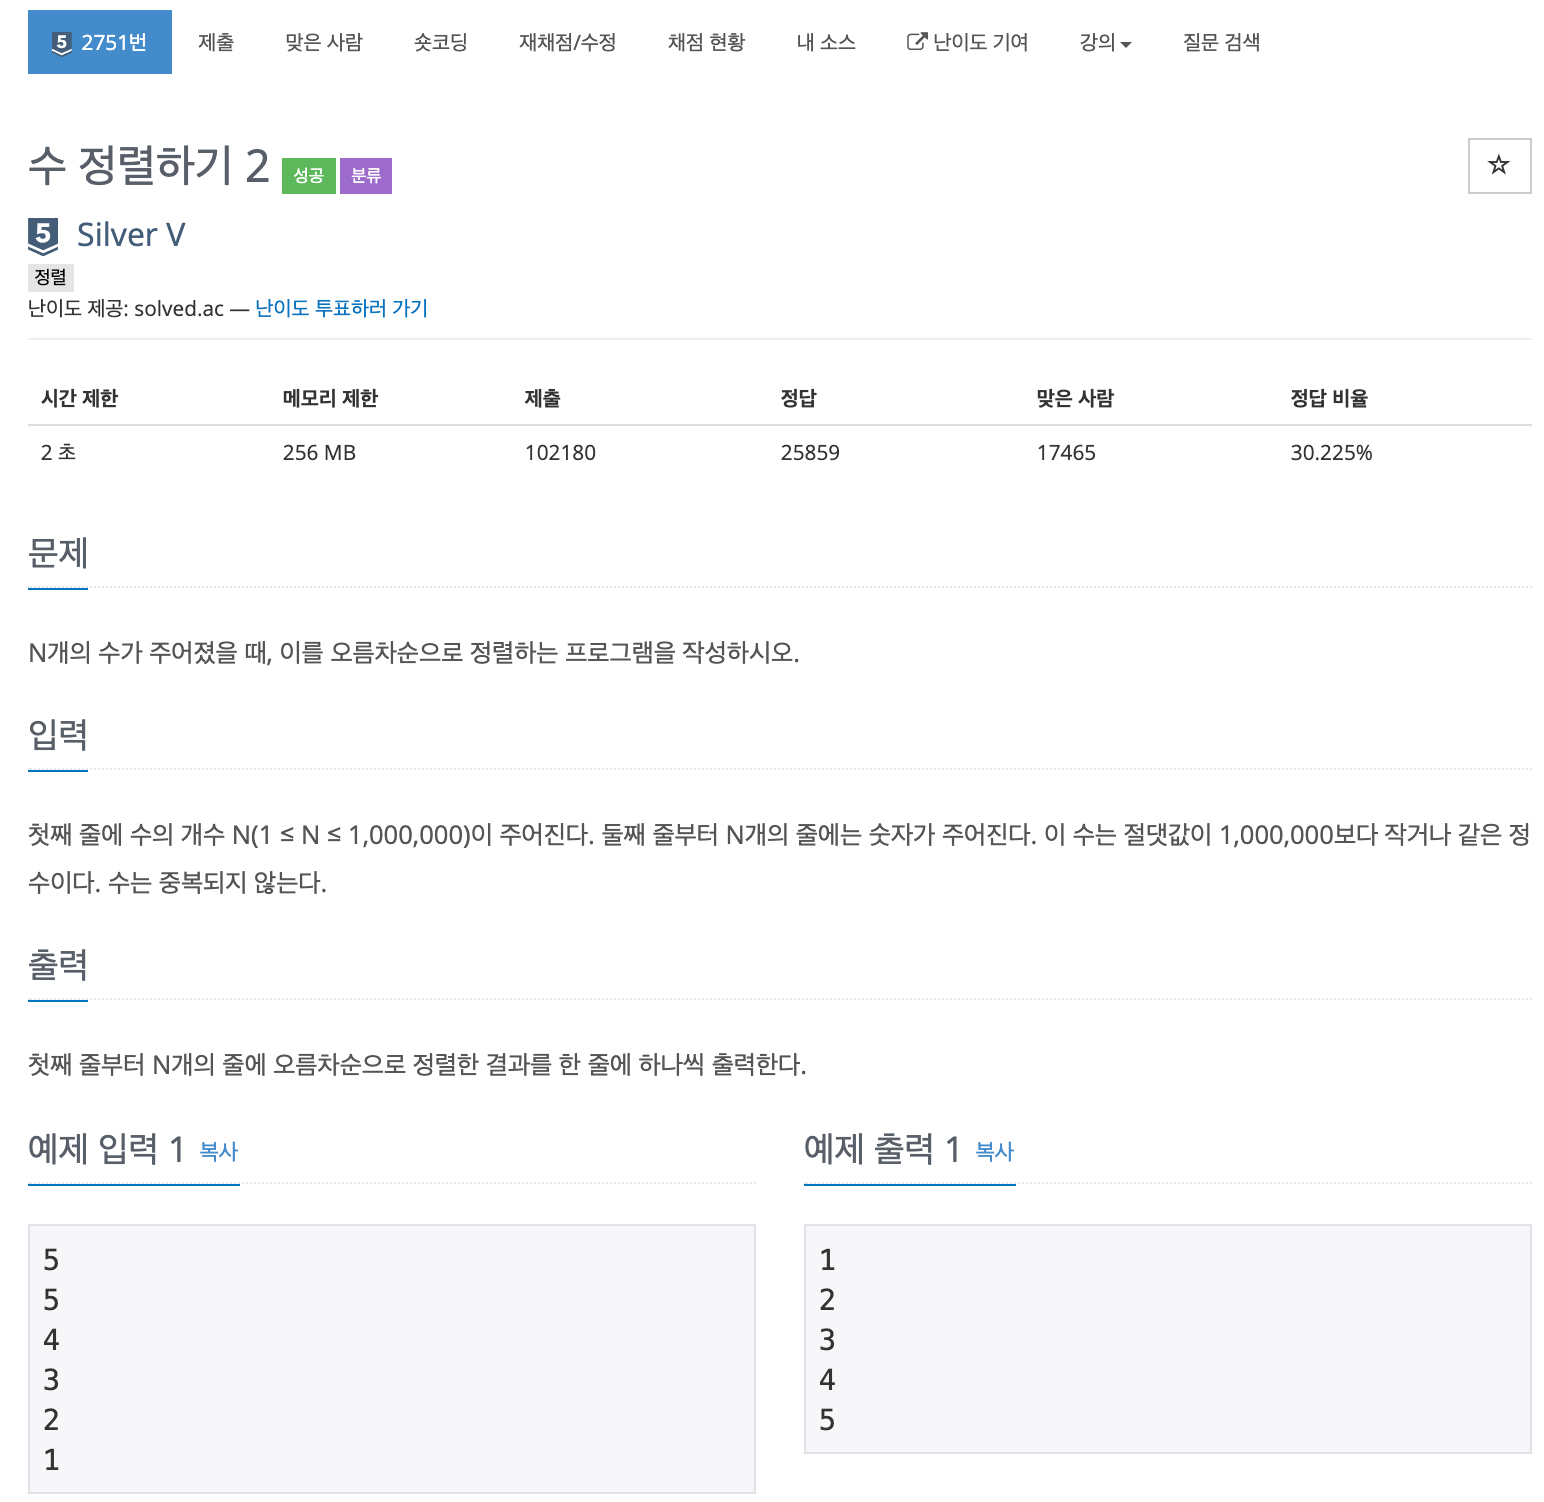 5 2751번 제출 맞은 사람 숏코딩 재채점/수정 채점 현황 내 소스 난이도 기여 강의 질문 검색
수 정렬하기 2 성공 분류
5 Silver V
정렬
난이도 제공: solved.ac — 난이도 투표하러 가기
시간 제한 메모리 제한 제출 정답 맞은 사람 정답 비율
2 초 256 MB 102180 25859 17465 30.225%
문제
N개의 수가 주어졌을 때, 이를 오름차순으로 정렬하는 프로그램을 작성하시오.
입력
첫째 줄에 수의 개수 N(1 ≤ N ≤ 1,000,000)이 주어진다. 둘째 줄부터 N개의 줄에는 숫자가 주어진다. 이 수는 절댓값이 1,000,000보다 작거나 같은 정
수이다. 수는 중복되지 않는다.
출력
첫째 줄부터 N개의 줄에 오름차순으로 정렬한 결과를 한 줄에 하나씩 출력한다.
예제 입력 1 복사
5
5
4
3
2
1
예제 출력 1 복사
1
2
3
4
5